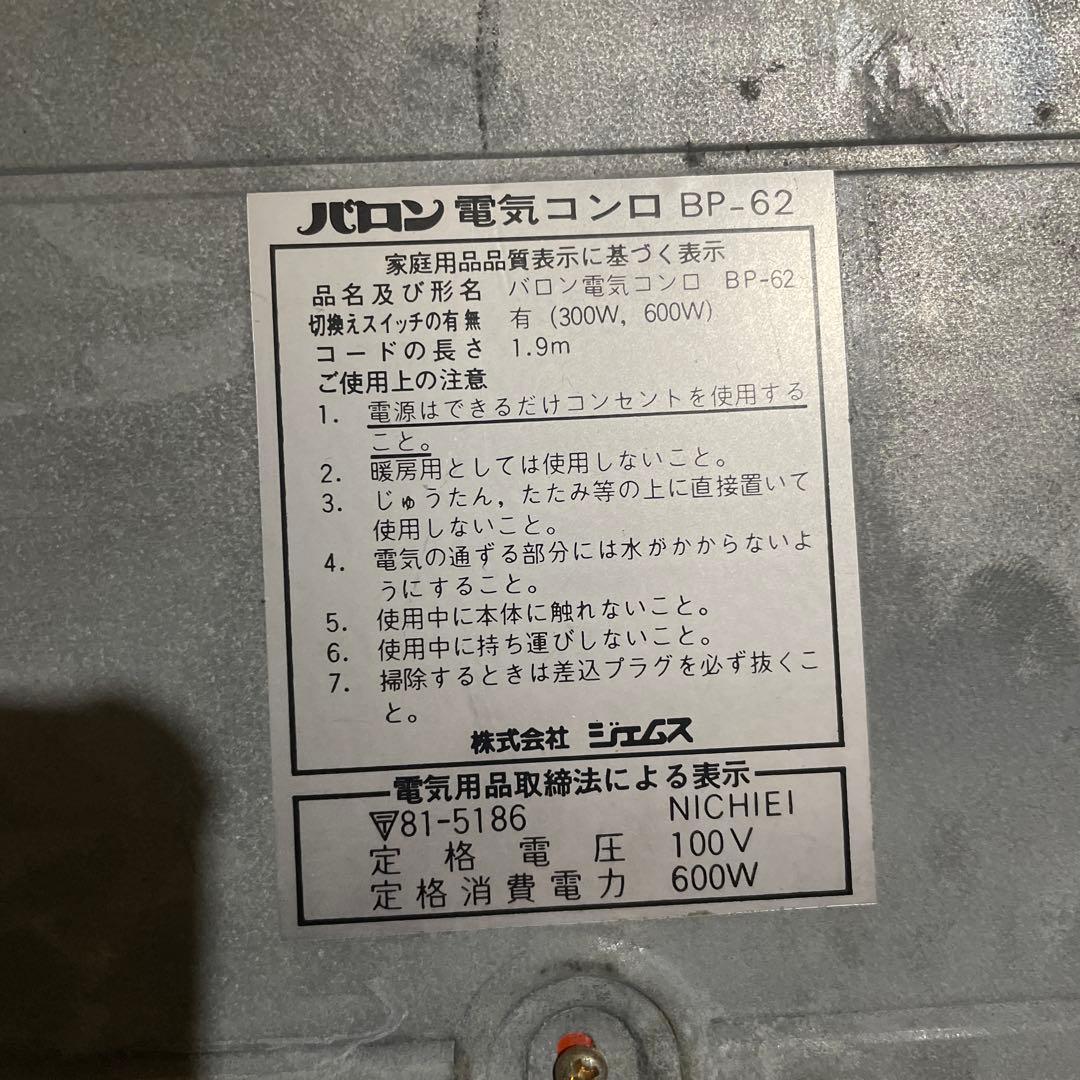 バロン 電気コンロ BP-62
家庭用品品質表示に基づく表示
品名及び形名 バロン電気コンロ BP-62
切換えスイッチの有無 有 (300W, 600W)
コードの長さ 1.9m
ご使用上の注意
1. 電源はできるだけコンセントを使用する
こと。
2. 暖房用としては使用しないこと。
3. じゅうたん, たたみ等の上に直接置いて
使用しないこと。
4. 電気の通ずる部分には水がかからないよ
うにすること。
5. 使用中に本体に触れないこと。
6. 使用中に持ち運びしないこと。
7. 掃除するときは差込プラグを必ず抜くこ
と。
株式会社 ジェムス
電気用品取締法による表示
〒81-5186 NICHIEI
定格電圧 100V
定格消費電力 600W